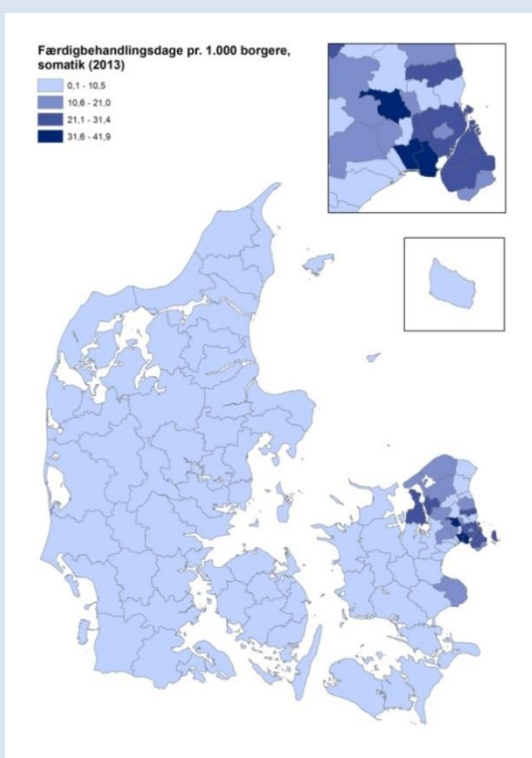 Færdigbehandlingsdage pr. 1.000 borgere,
somatik (2013)
0,1 - 10,5
10,6 - 21,0
21,1 - 31,4
31,6 - 41,9